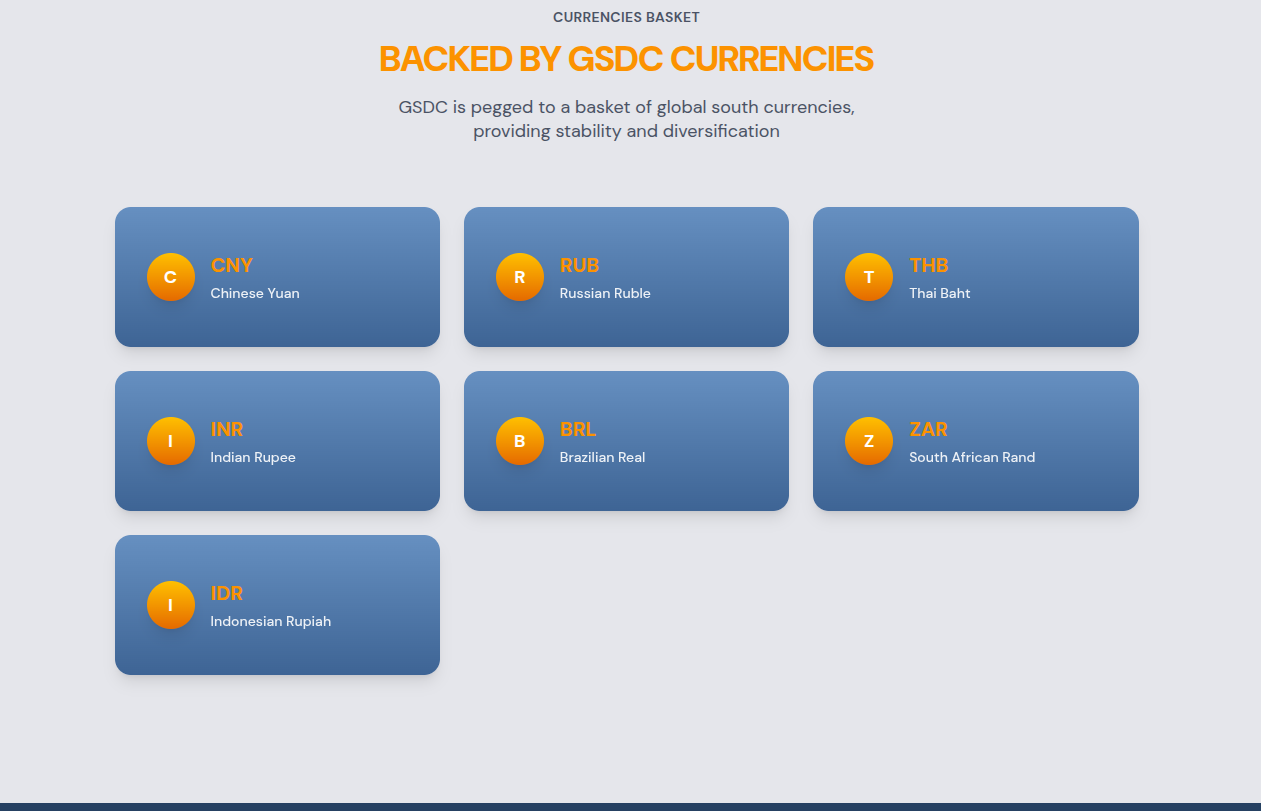 CURRENCIES BASKET
BACKED BY GSDC CURRENCIES
GSDC is pegged to a basket of global south currencies,
providing stability and diversification
C
CNY
Chinese Yuan
R
RUB
Russian Ruble
T
THB
Thai Baht
I
INR
Indian Rupee
B
BRL
Brazilian Real
Z
ZAR
South African Rand
I
IDR
Indonesian Rupiah